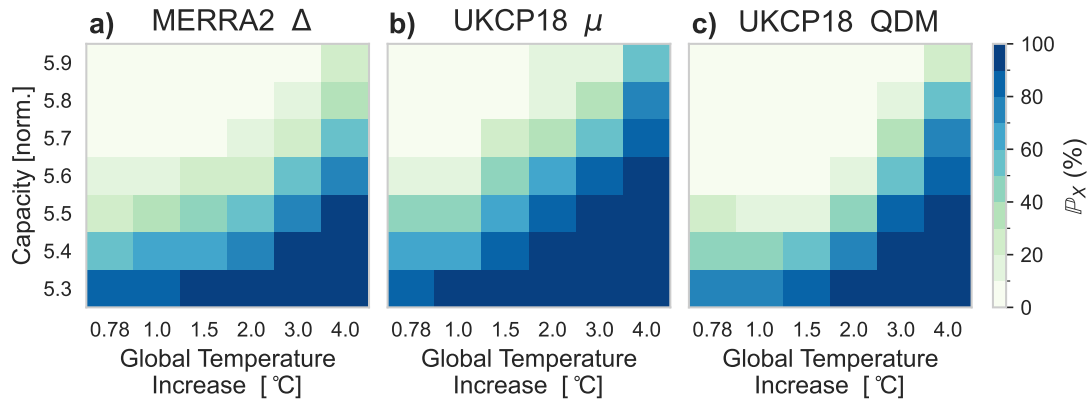 a) MERRA2 Δ
b) UKCP18 μ
c) UKCP18 QDM
Capacity [norm.]
5.9
5.8
5.7
5.6
5.5
5.4
5.3
0.78 1.0 1.5 2.0 3.0 4.0
Global Temperature
Increase [°C]
0.78 1.0 1.5 2.0 3.0 4.0
Global Temperature
Increase [°C]
0.78 1.0 1.5 2.0 3.0 4.0
Global Temperature
Increase [°C]
100
80
60
40
20
0
ℙX (%)